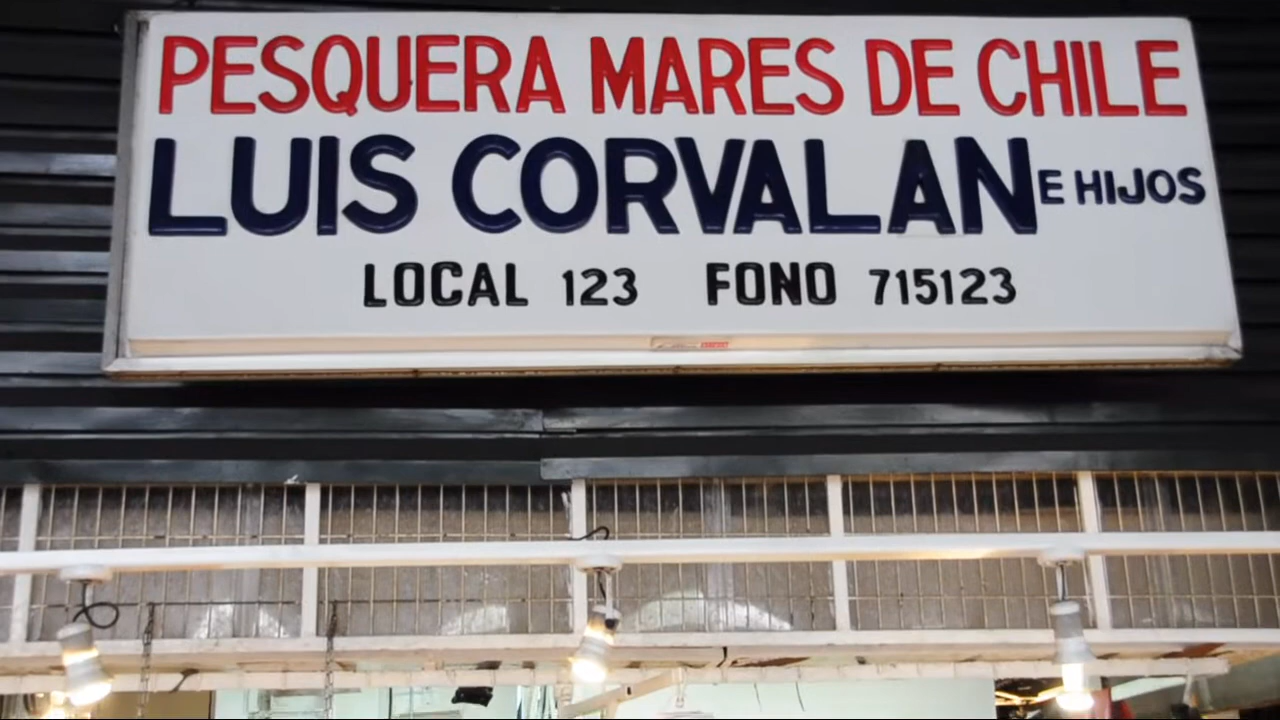 PESQUERA MARES DE CHILE
LUIS CORVALAN E HIJOS
LOCAL 123 FONO 715123